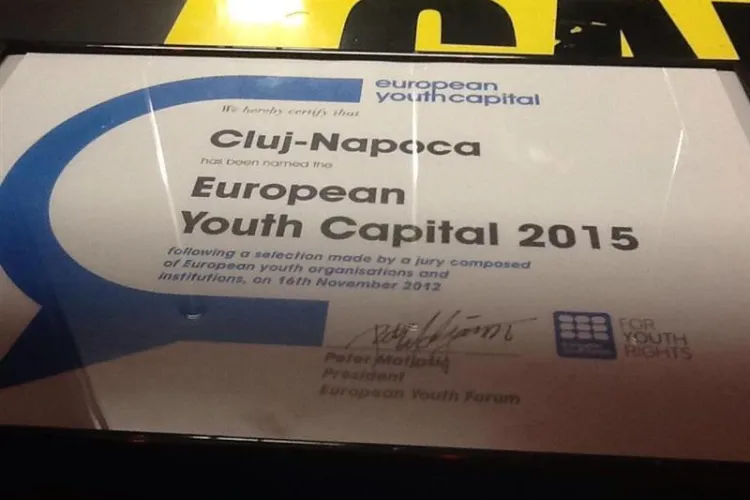 european
youthcapital
We hereby certify that
Cluj-Napoca
has been named the
European
Youth Capital 2015
following a selection made by a jury composed
of European youth organisations and
institutions, on 16th November 2012
Peter Matjašič
President
European Youth Forum
FOR
YOUTH
RIGHTS